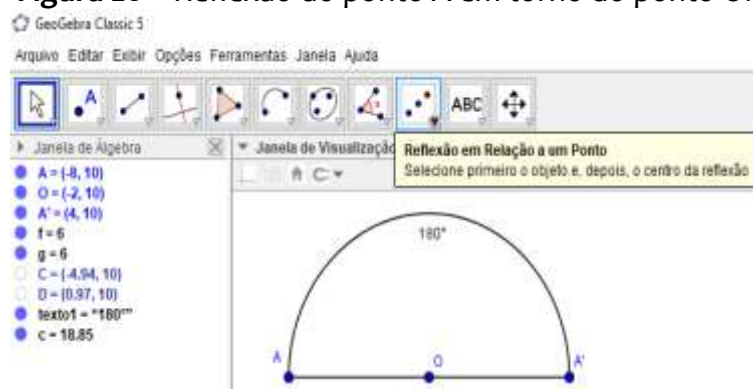 Reflexão do ponto A em torno do ponto O.
GeoGebra Classic 5
Arquivo Editar Exibir Opções Ferramentas Janela Ajuda
A
ABC
Janela de Álgebra
Janela de Visualização
Reflexão em Relação a um Ponto
Selecione primeiro o objeto e, depois, o centro da reflexão
A = (-8, 10)
O = (-2, 10)
A' = (4, 10)
f = 6
g = 6
C = (-4.94, 10)
D = (0.97, 10)
texto1 = "180°"
c = 18.85
180°
A
O
A'